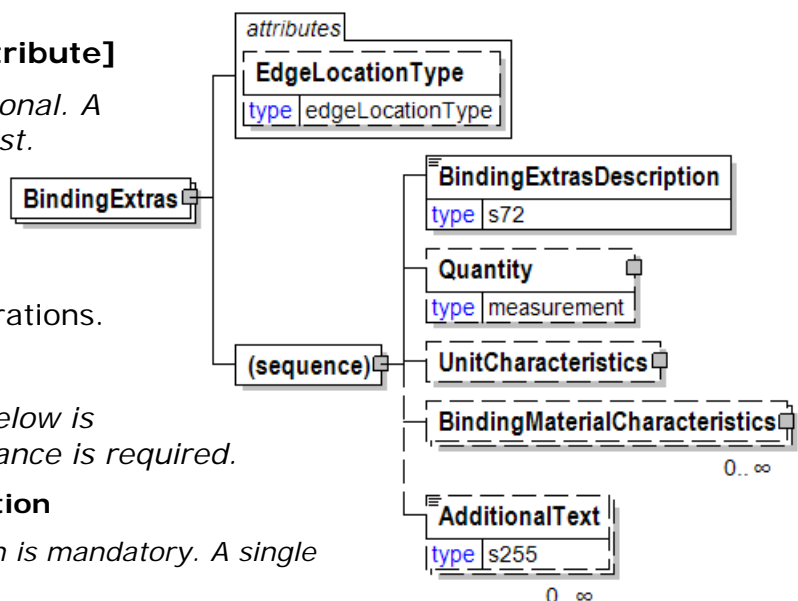 tribute]
onal. A
st.
rations.
elow is
ance is required.
tion
n is mandatory. A single
attributes
EdgeLocationType
type edgeLocationType
BindingExtras
(sequence)
BindingExtrasDescription
type s72
Quantity
type measurement
UnitCharacteristics
BindingMaterialCharacteristics
0.. ∞
AdditionalText
type s255
0.. ∞